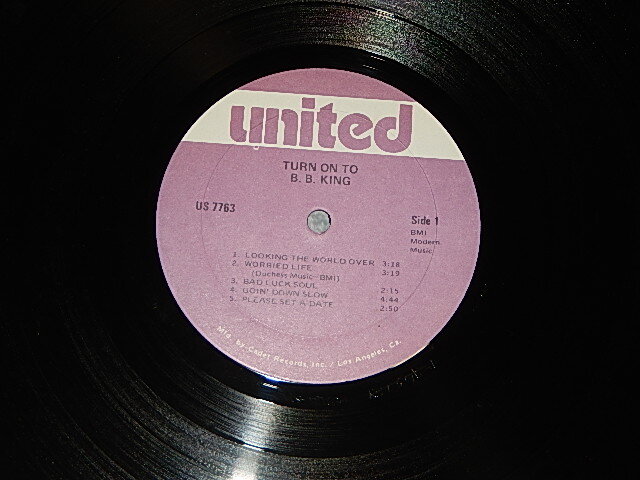 united
TURN ON TO
B. B. KING
US 7763
Side 1
BMI
Modern
Music
1. LOOKING THE WORLD OVER 3:18
2. WORRIED LIFE 3:19
(Duchess Music-BMI)
3. BAD LUCK SOUL 2:15
4. GOIN' DOWN SLOW 4:44
5. PLEASE SET A DATE 2:50
Mfd. by Cadet Records, Inc. / Los Angeles, Ca.